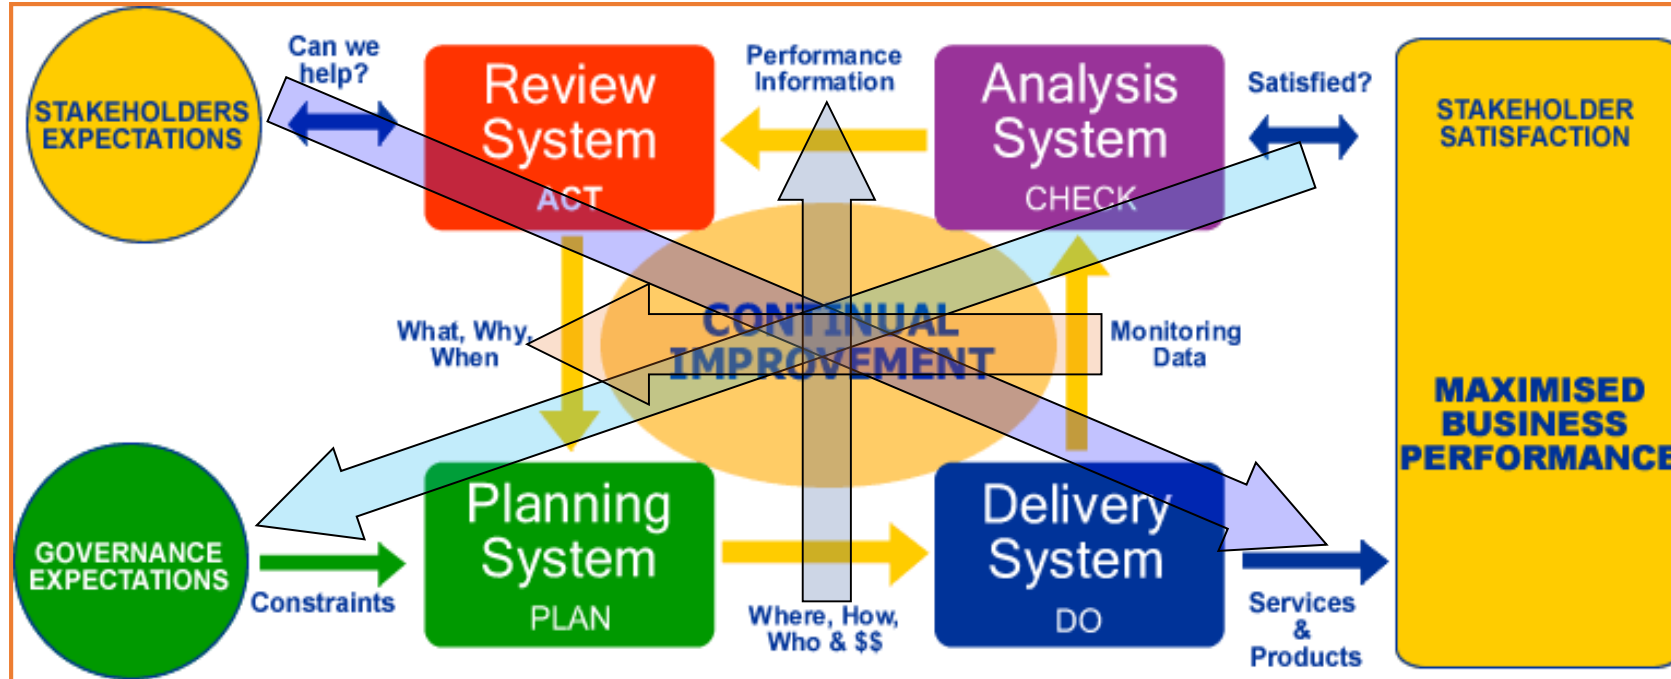 STAKEHOLDERS
EXPECTATIONS
Can we
help?
Review
System
ACT
Performance
Information
Analysis
System
CHECK
Satisfied?
STAKEHOLDER
SATISFACTION
What, Why,
When
CONTINUAL
IMPROVEMENT
Monitoring
Data
MAXIMISED
BUSINESS
PERFORMANCE
GOVERNANCE
EXPECTATIONS
Constraints
Planning
System
PLAN
Where, How,
Who & $$
Delivery
System
DO
Services
&
Products